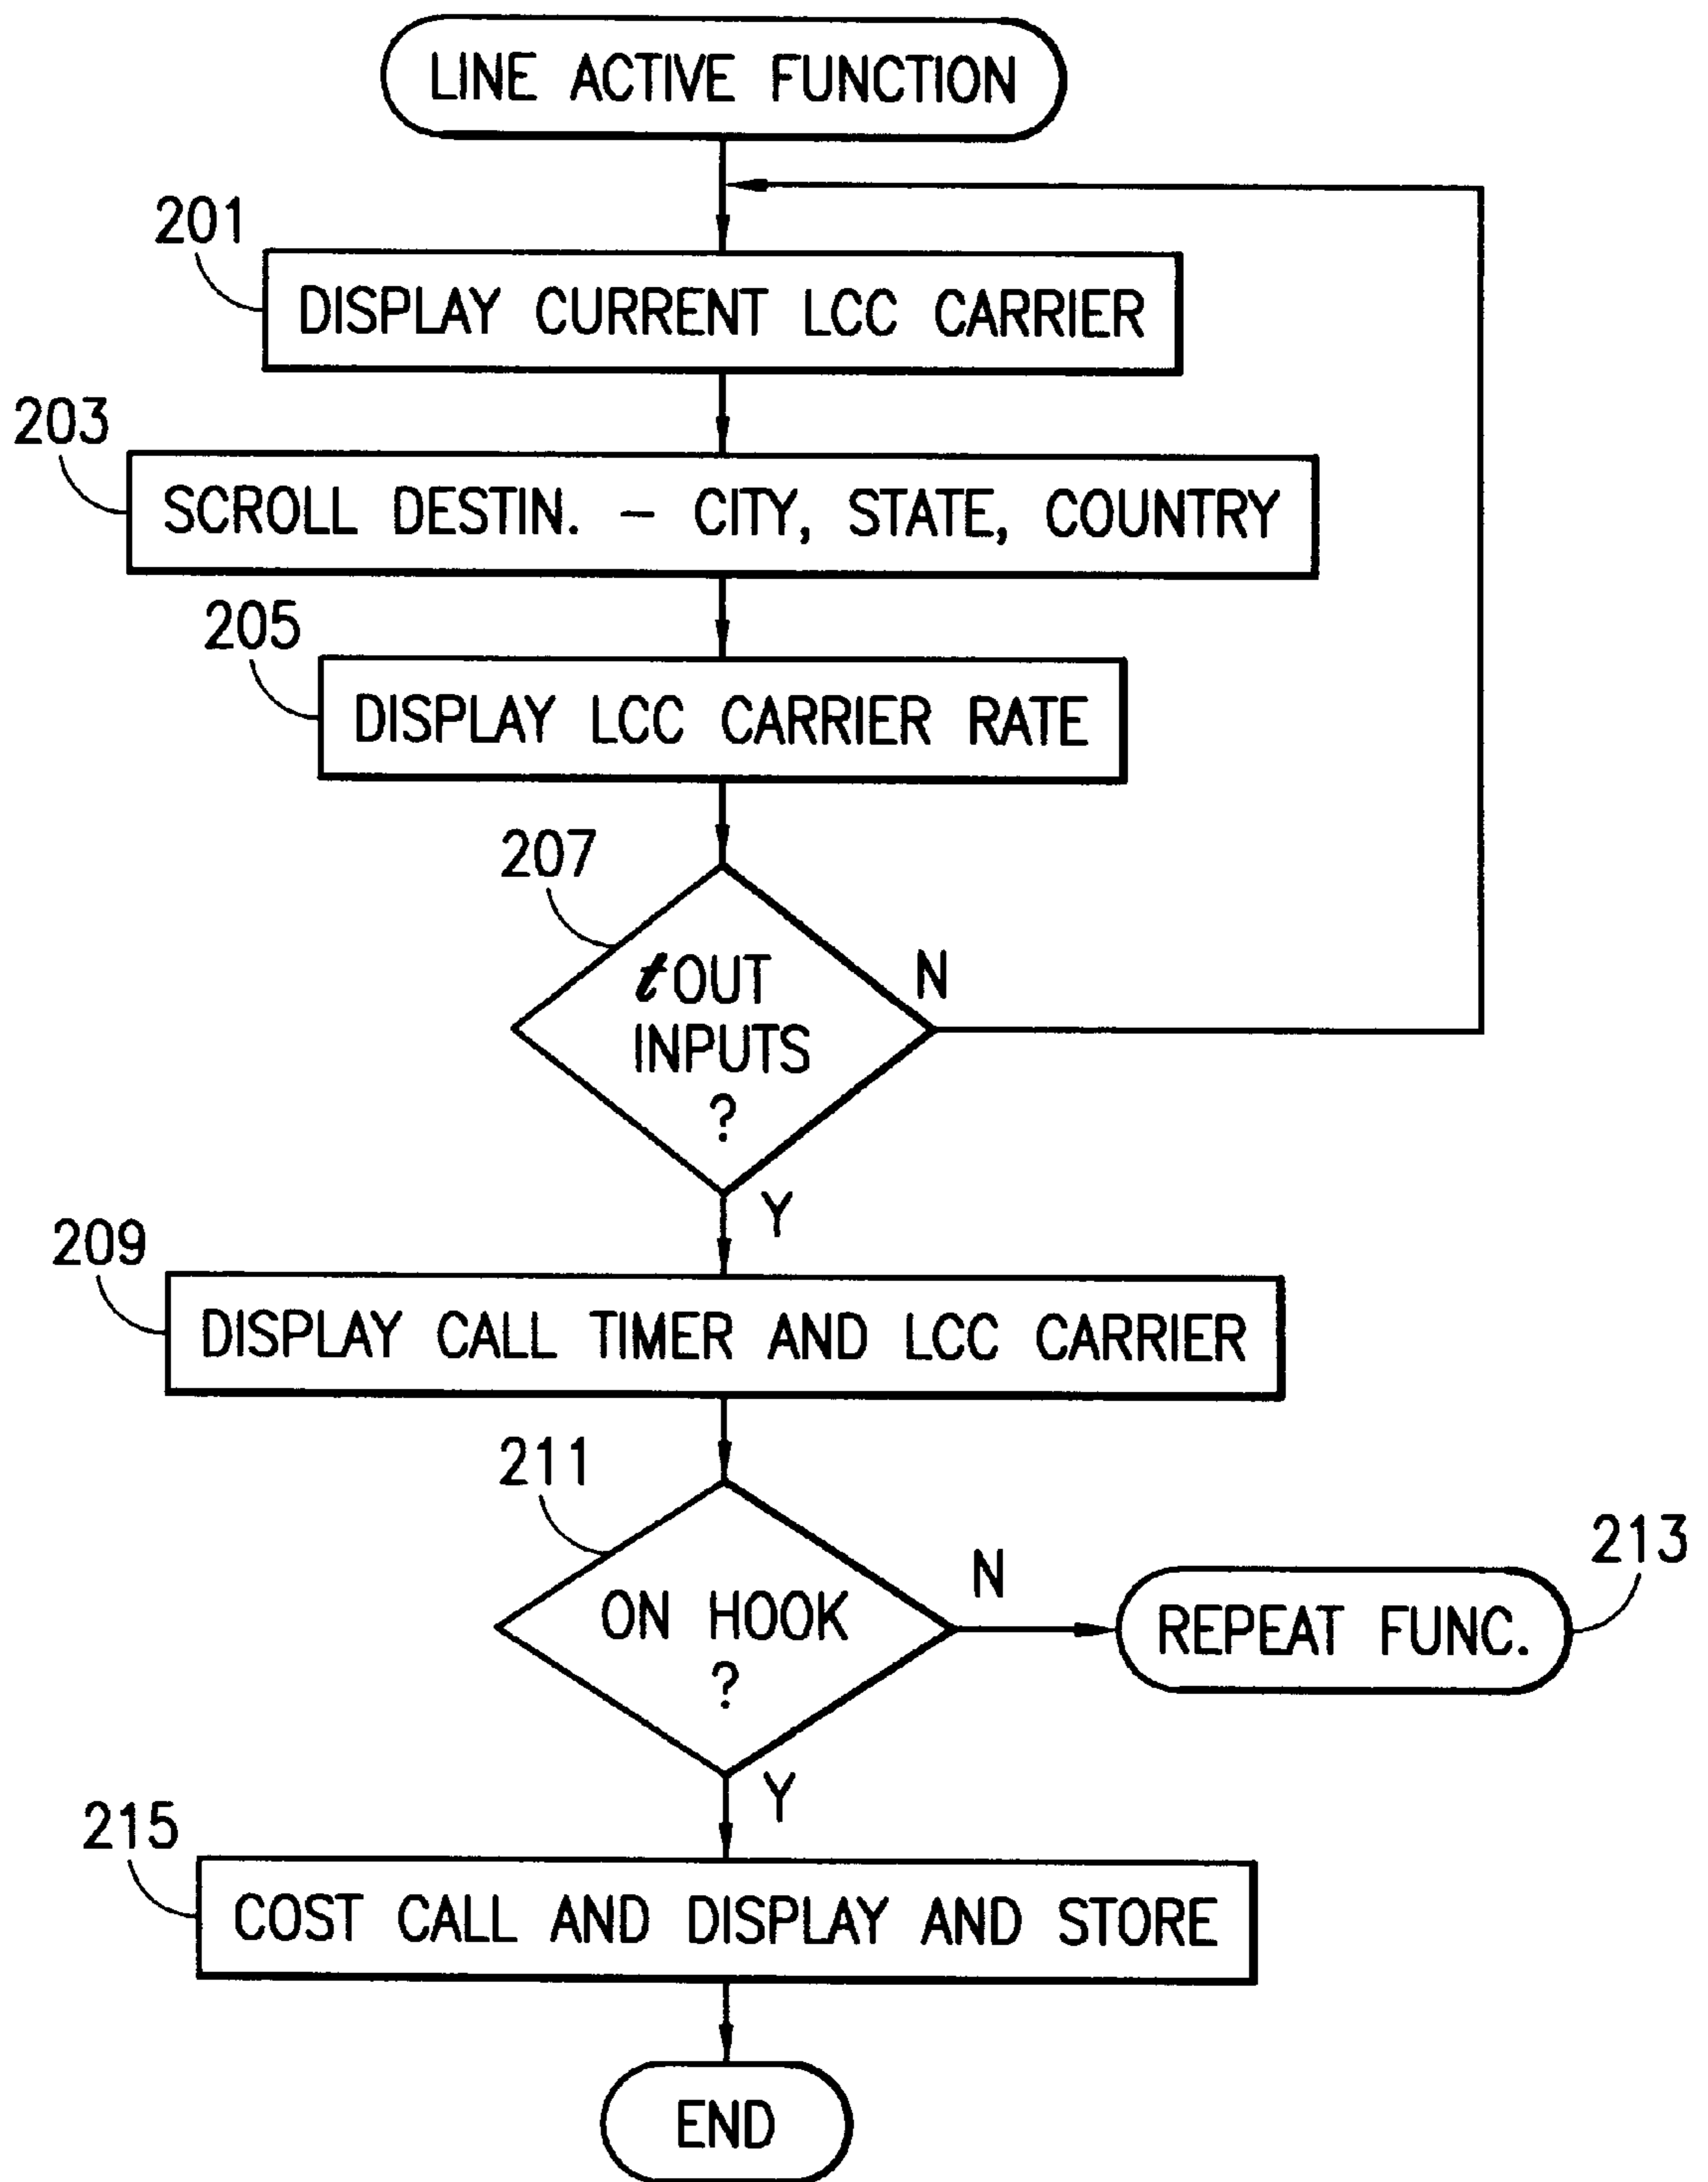 LINE ACTIVE FUNCTION
201
DISPLAY CURRENT LCC CARRIER
203
SCROLL DESTIN. – CITY, STATE, COUNTRY
205
DISPLAY LCC CARRIER RATE
207
tOUT
INPUTS
?
N
Y
209
DISPLAY CALL TIMER AND LCC CARRIER
211
ON HOOK
?
N
213
REPEAT FUNC.
Y
215
COST CALL AND DISPLAY AND STORE
END